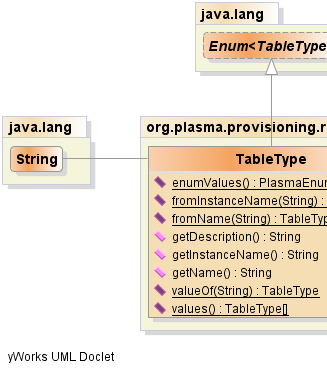 java.lang
Enum<TableType
java.lang
String
org.plasma.provisioning.r
TableType
enumValues() : PlasmaEnum
fromInstanceName(String) :
fromName(String) : TableTyp
getDescription() : String
getInstanceName() : String
getName() : String
valueOf(String) : TableType
values() : TableType[]
yWorks UML Doclet